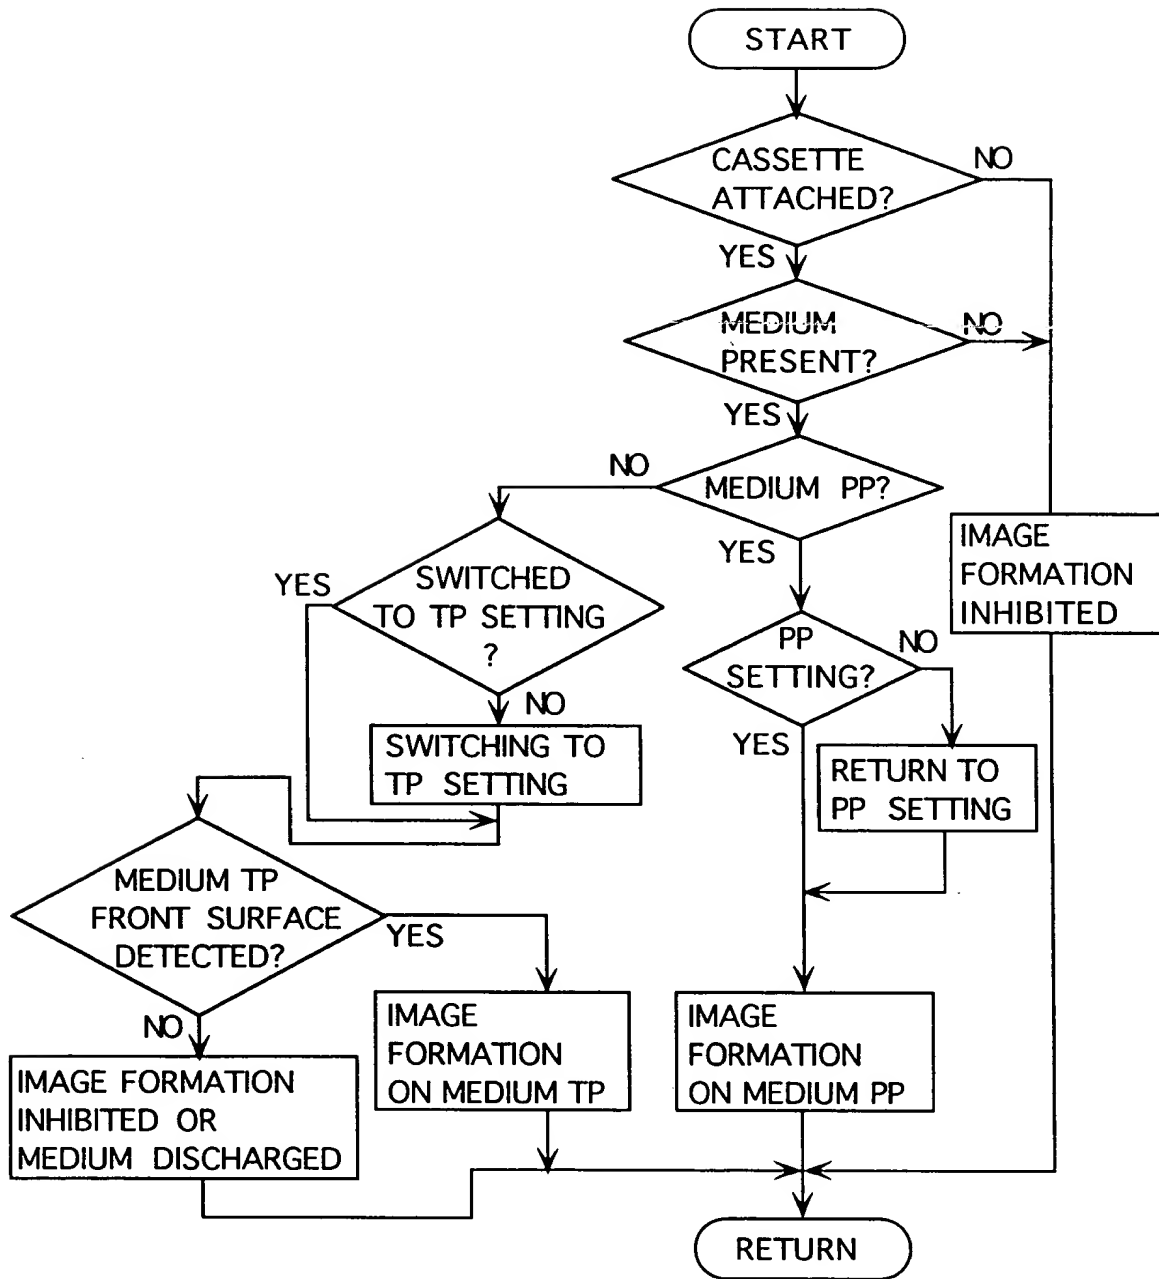 START
CASSETTE
ATTACHED?
NO
YES
MEDIUM
PRESENT?
NO
YES
NO
MEDIUM PP?
YES
IMAGE
FORMATION
INHIBITED
YES
SWITCHED
TO TP SETTING
?
NO
PP
SETTING?
NO
YES
SWITCHING TO
TP SETTING
RETURN TO
PP SETTING
MEDIUM TP
FRONT SURFACE
DETECTED?
YES
NO
IMAGE
FORMATION
ON MEDIUM TP
IMAGE
FORMATION
ON MEDIUM PP
IMAGE FORMATION
INHIBITED OR
MEDIUM DISCHARGED
RETURN